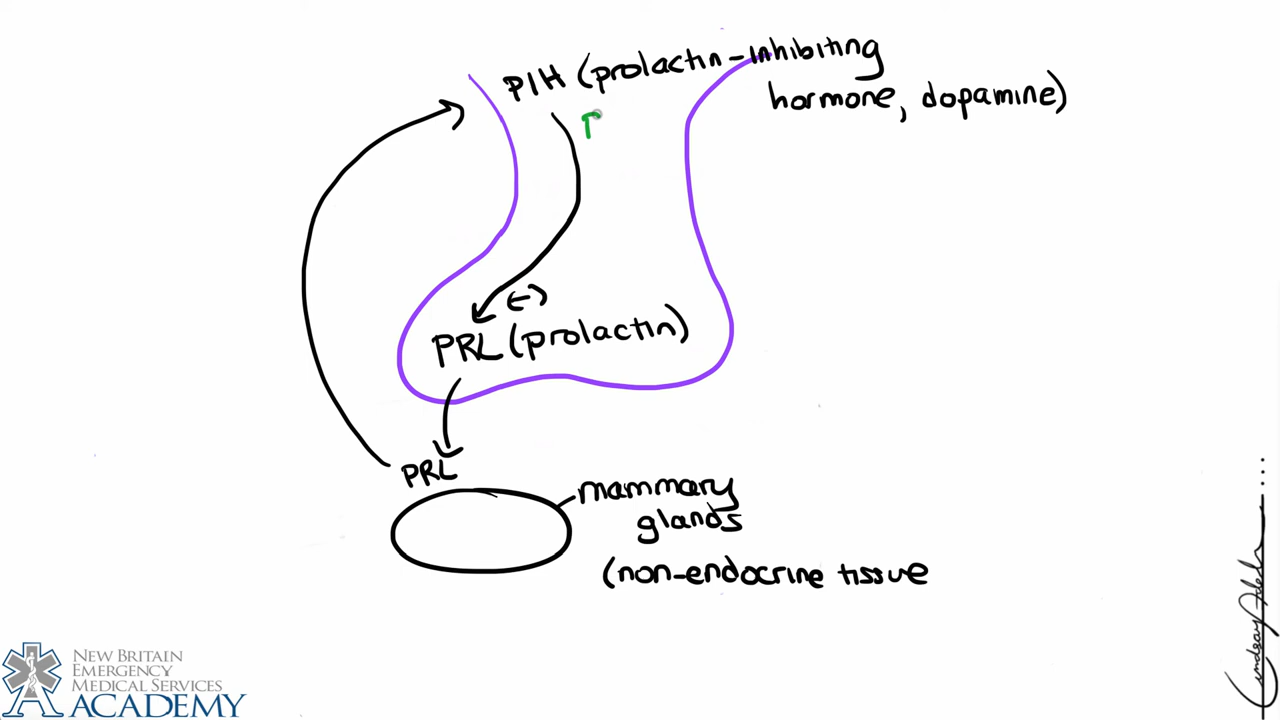 PIH (prolactin-inhibiting
hormone, dopamine)
(-)
PRL (prolactin)
PRL
mammary
glands
(non-endocrine tissue
NEW BRITAIN
EMERGENCY
MEDICAL SERVICES
ACADEMY